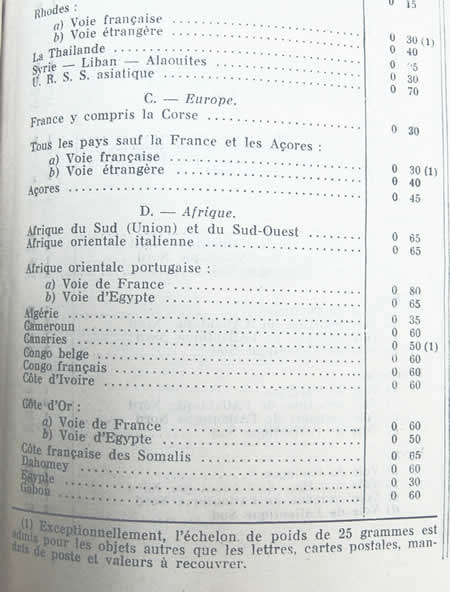 Rhodes : 0 15
a) Voie française .................... 0 30 (1)
b) Voie étrangère .................... 0 40
La Thaïlande .................... 5
Syrie — Liban — Alaouites .................... 0 30
U. R. S. S. asiatique .................... 0 70
C. — Europe.
France y compris la Corse .................... 0 30
Tous les pays sauf la France et les Açores :
a) Voie française .................... 0 30 (1)
b) Voie étrangère .................... 0 40
Açores .................... 0 45
D. — Afrique.
Afrique du Sud (Union) et du Sud-Ouest ........ 0 65
Afrique orientale italienne .................... 0 65
Afrique orientale portugaise :
a) Voie de France .................... 0 80
b) Voie d'Egypte .................... 0 65
Algérie .................... 0 35
Cameroun .................... 0 60
Canaries .................... 0 50 (1)
Congo belge .................... 0 60
Congo français .................... 0 60
Côte d'Ivoire .................... 0 60
Côte d'Or :
a) Voie de France .................... 0 60
b) Voie d'Egypte .................... 0 50
Côte française des Somalis .................... 0 65
Dahomey .................... 0 60
Egypte .................... 0 30
Gabon .................... 0 60
(1) Exceptionnellement, l'échelon de poids de 25 grammes est
admis pour les objets autres que les lettres, cartes postales, man-
dats de poste et valeurs à recouvrer.